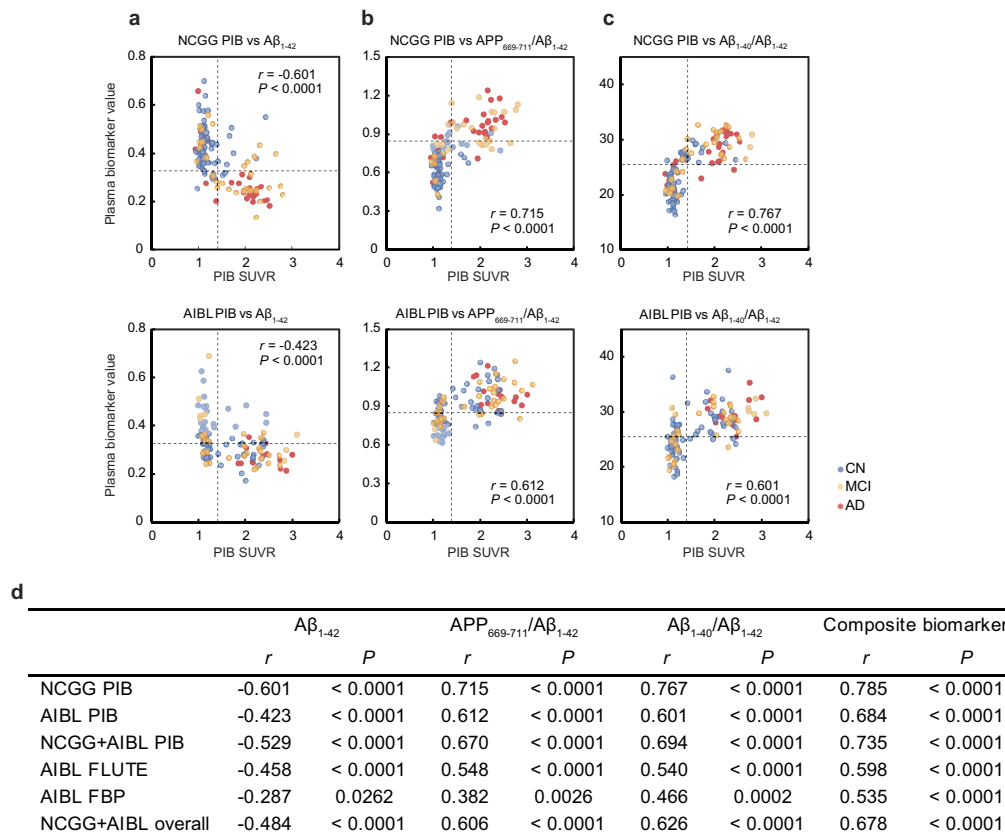 a
b
c
NCGG PIB vs Aβ₁₋₄₂
NCGG PIB vs APP₆₆₉₋₇₁₁/Aβ₁₋₄₂
NCGG PIB vs Aβ₁₋₄₀/Aβ₁₋₄₂
Plasma biomarker value
0.8
0.6
0.4
0.2
0
r = -0.601
P < 0.0001
0 1 2 3 4
PIB SUVR
1.5
1.2
0.9
0.6
0.3
0
r = 0.715
P < 0.0001
0 1 2 3 4
PIB SUVR
40
30
20
10
r = 0.767
P < 0.0001
0 1 2 3 4
PIB SUVR
AIBL PIB vs Aβ₁₋₄₂
AIBL PIB vs APP₆₆₉₋₇₁₁/Aβ₁₋₄₂
AIBL PIB vs Aβ₁₋₄₀/Aβ₁₋₄₂
Plasma biomarker value
0.8
0.6
0.4
0.2
0
r = -0.423
P < 0.0001
0 1 2 3 4
PIB SUVR
1.5
1.2
0.9
0.6
0.3
0
r = 0.612
P < 0.0001
0 1 2 3 4
PIB SUVR
40
30
20
10
r = 0.601
P < 0.0001
0 1 2 3 4
PIB SUVR
CN
MCI
AD
d
Aβ₁₋₄₂ APP₆₆₉₋₇₁₁/Aβ₁₋₄₂ Aβ₁₋₄₀/Aβ₁₋₄₂ Composite biomarker
r P r P r P r P
NCGG PIB -0.601 < 0.0001 0.715 < 0.0001 0.767 < 0.0001 0.785 < 0.0001
AIBL PIB -0.423 < 0.0001 0.612 < 0.0001 0.601 < 0.0001 0.684 < 0.0001
NCGG+AIBL PIB -0.529 < 0.0001 0.670 < 0.0001 0.694 < 0.0001 0.735 < 0.0001
AIBL FLUTE -0.458 < 0.0001 0.548 < 0.0001 0.540 < 0.0001 0.598 < 0.0001
AIBL FBP -0.287 0.0262 0.382 0.0026 0.466 0.0002 0.535 < 0.0001
NCGG+AIBL overall -0.484 < 0.0001 0.606 < 0.0001 0.626 < 0.0001 0.678 < 0.0001